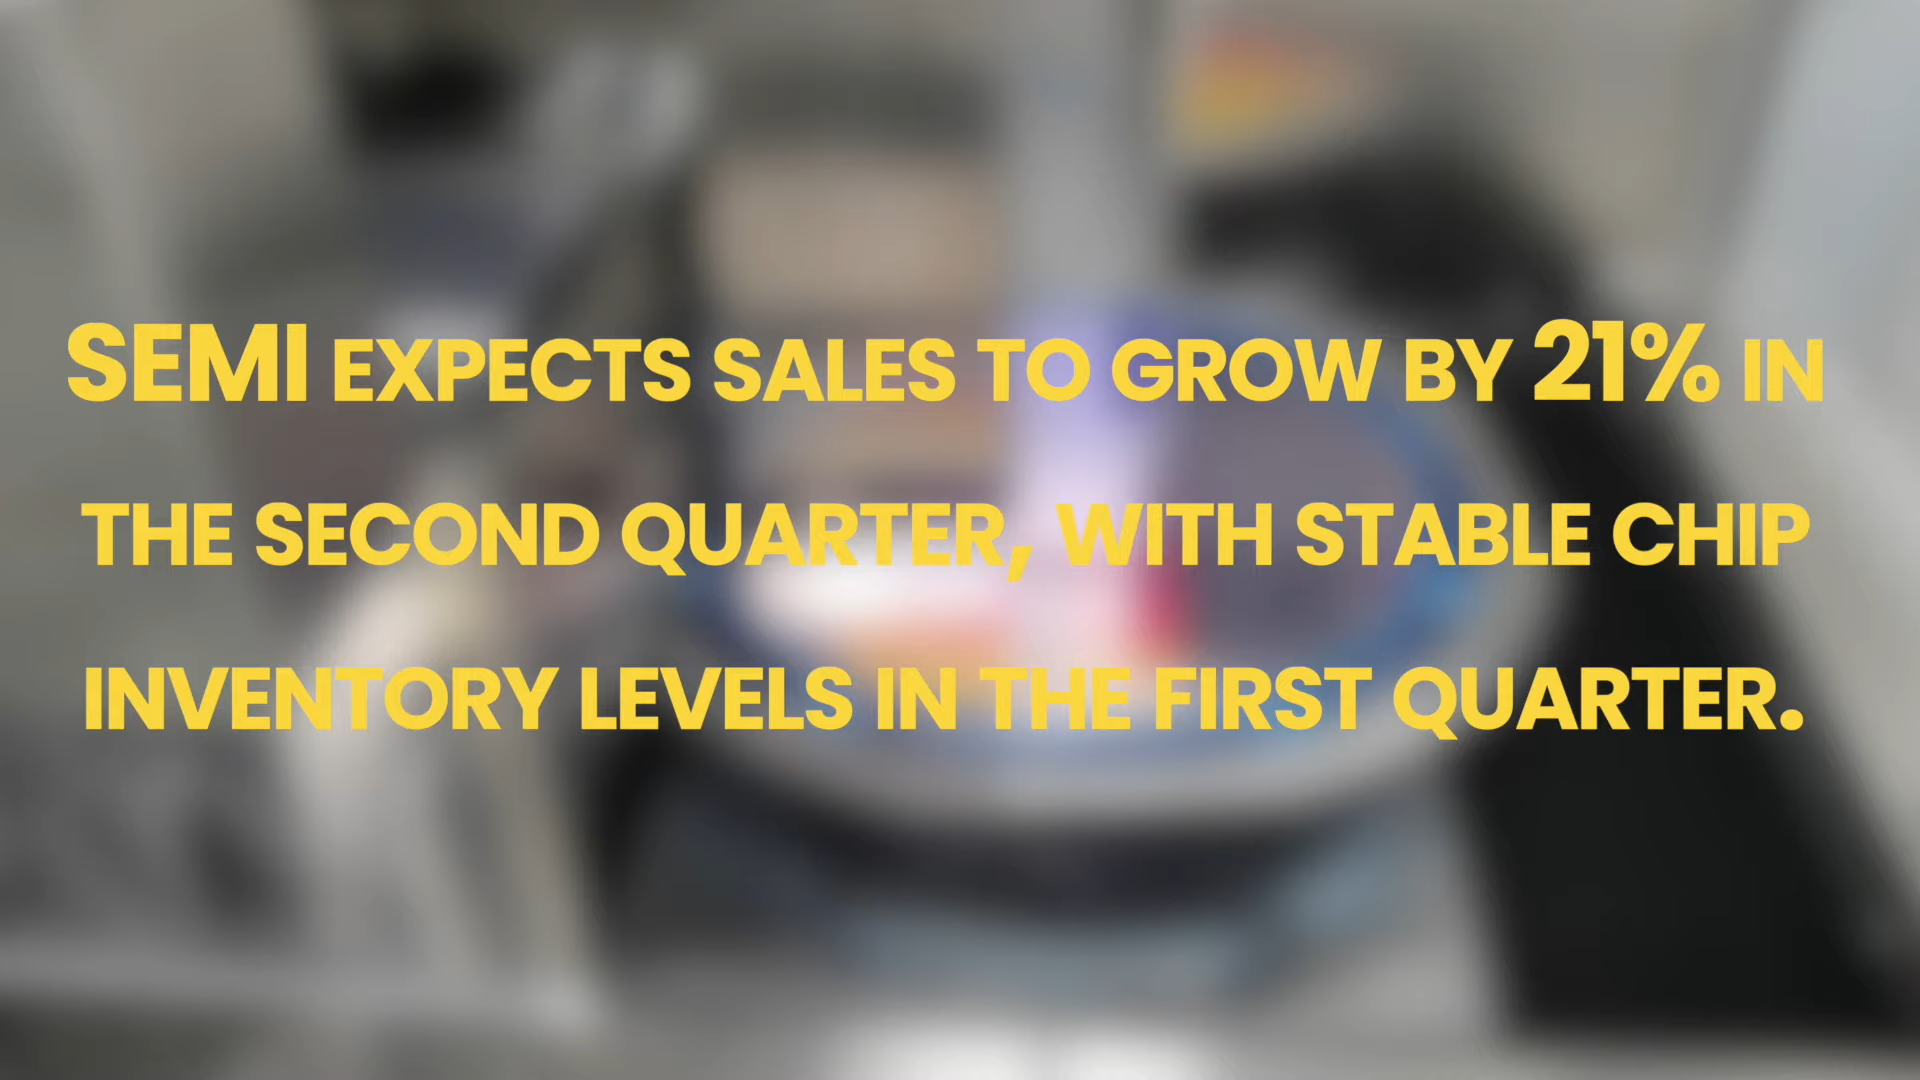 SEMI EXPECTS SALES TO GROW BY 21% IN
THE SECOND QUARTER, WITH STABLE CHIP
INVENTORY LEVELS IN THE FIRST QUARTER.